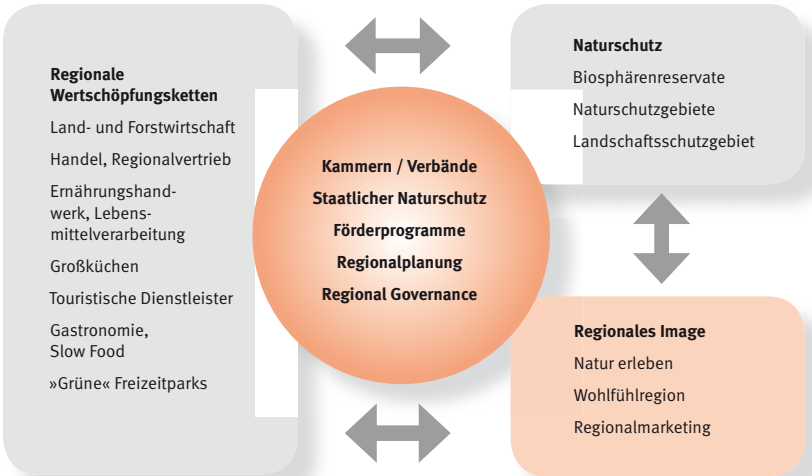 Regionale
Wertschöpfungsketten
Land- und Forstwirtschaft
Handel, Regionalvertrieb
Ernährungshand-
werk, Lebens-
mittelverarbeitung
Großküchen
Touristische Dienstleister
Gastronomie,
Slow Food
»Grüne« Freizeitparks
Kammern / Verbände
Staatlicher Naturschutz
Förderprogramme
Regionalplanung
Regional Governance
Naturschutz
Biosphärenreservate
Naturschutzgebiete
Landschaftsschutzgebiet
Regionales Image
Natur erleben
Wohlfühlregion
Regionalmarketing